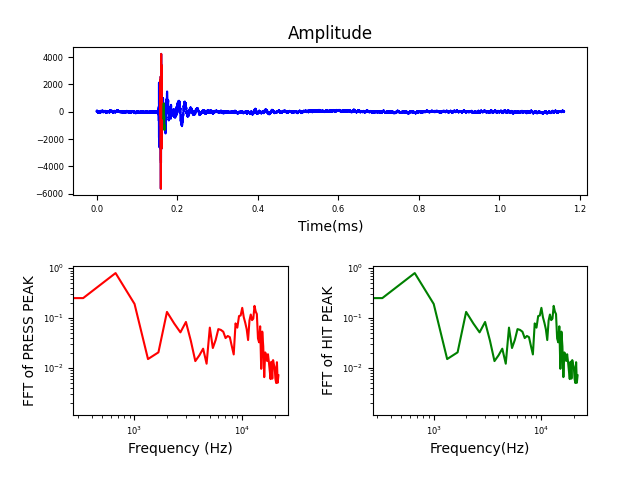 Amplitude
4000
2000
0
−2000
−4000
−6000
0.0 0.2 0.4 0.6 0.8 1.0 1.2
Time(ms)
FFT of PRESS PEAK
10⁰
10⁻¹
10⁻²
10³ 10⁴
Frequency (Hz)
FFT of HIT PEAK
10⁰
10⁻¹
10⁻²
10³ 10⁴
Frequency(Hz)